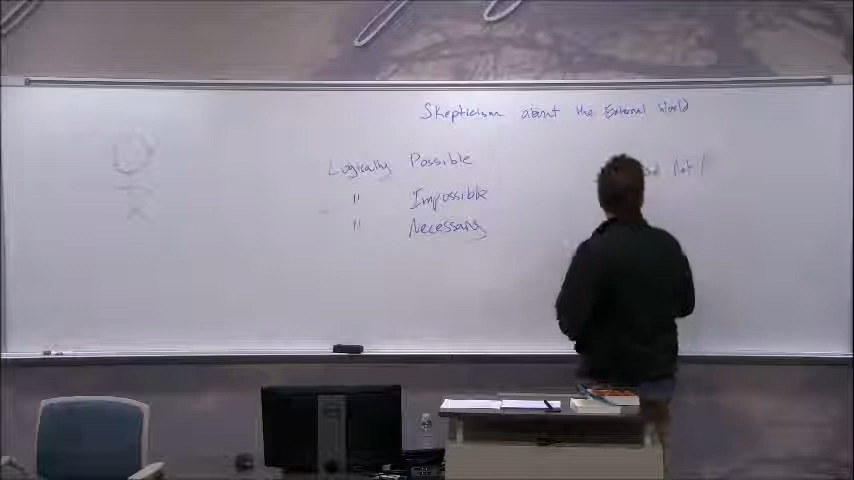 Skepticism about the External World
Logically Possible
" Impossible
" Necessary